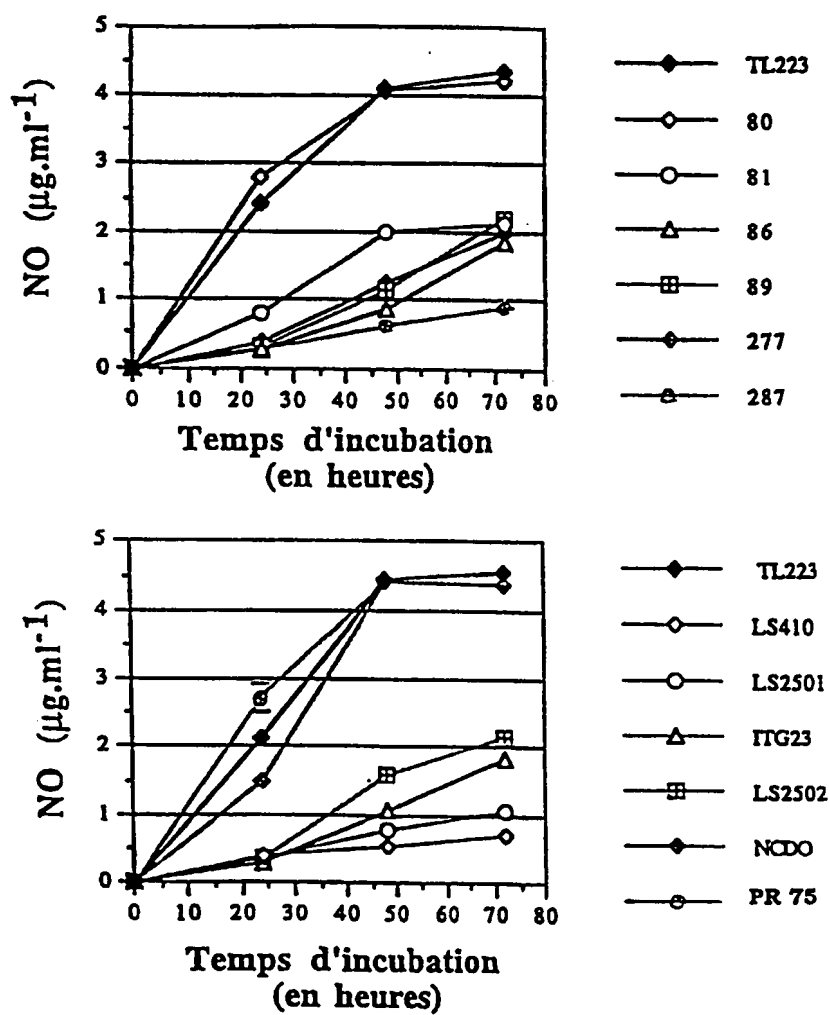 5
4
3
2
1
0
NO (µg.ml-1)
0 10 20 30 40 50 60 70 80
Temps d'incubation
(en heures)
TL223
80
81
86
89
277
287
5
4
3
2
1
0
NO (µg.ml-1)
0 10 20 30 40 50 60 70 80
Temps d'incubation
(en heures)
TL223
LS410
LS2501
ITG23
LS2502
NCDO
PR 75